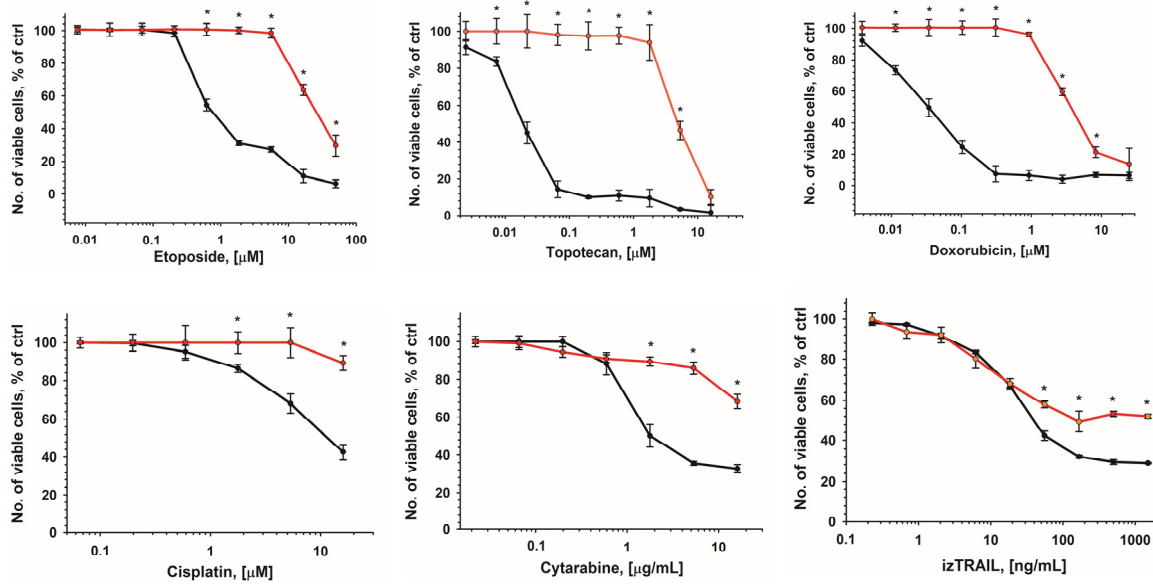 No. of viable cells, % of ctrl
100
80
60
40
20
0
* * * * *
0.01 0.1 1 10 100
Etoposide, [µM]
No. of viable cells, % of ctrl
100
80
60
40
20
0
* * * * * * *
0.01 0.1 1 10
Topotecan, [µM]
No. of viable cells, % of ctrl
100
80
60
40
20
0
* * * * * * *
0.01 0.1 1 10
Doxorubicin, [µM]
No. of viable cells, % of ctrl
100
80
60
40
20
0
* * *
0.1 1 10
Cisplatin, [µM]
No. of viable cells, % of ctrl
100
80
60
40
20
0
* * *
0.1 1 10
Cytarabine, [µg/mL]
No. of viable cells, % of ctrl
100
80
60
40
20
0
* * * *
0.1 1 10 100 1000
izTRAIL, [ng/mL]